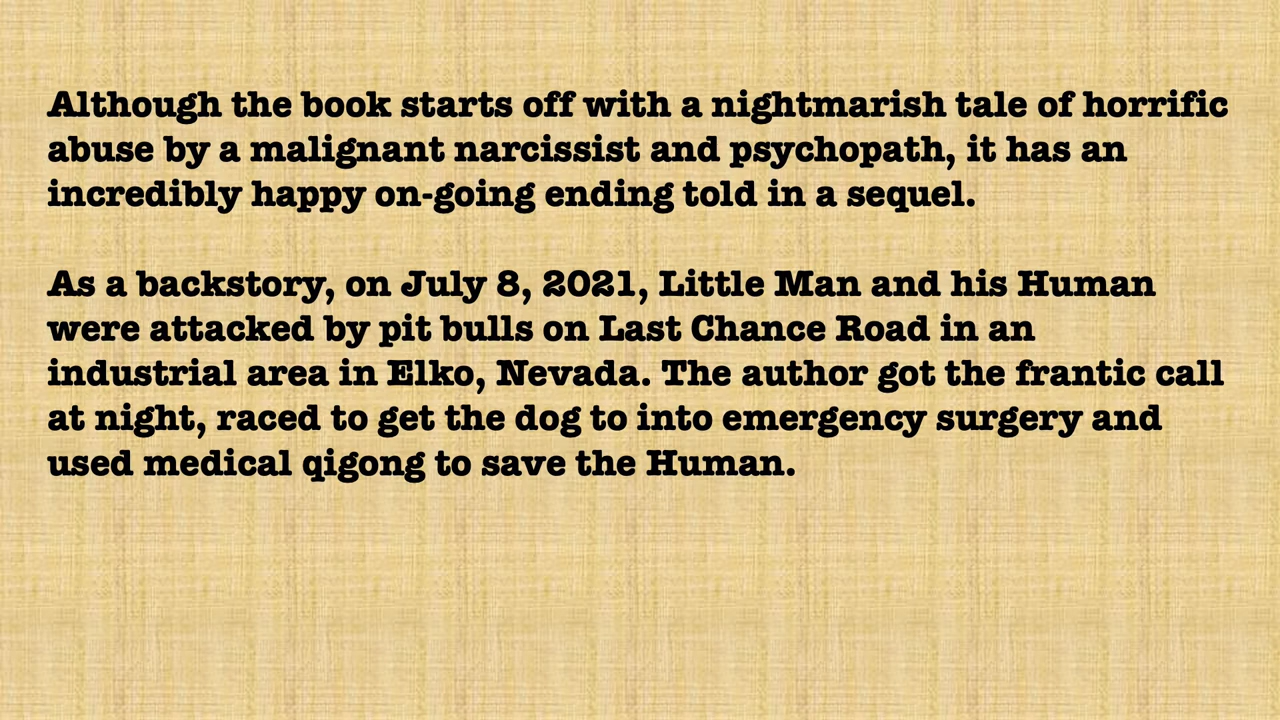 Although the book starts off with a nightmarish tale of horrific
abuse by a malignant narcissist and psychopath, it has an
incredibly happy on-going ending told in a sequel.
As a backstory, on July 8, 2021, Little Man and his Human
were attacked by pit bulls on Last Chance Road in an
industrial area in Elko, Nevada. The author got the frantic call
at night, raced to get the dog to into emergency surgery and
used medical qigong to save the Human.